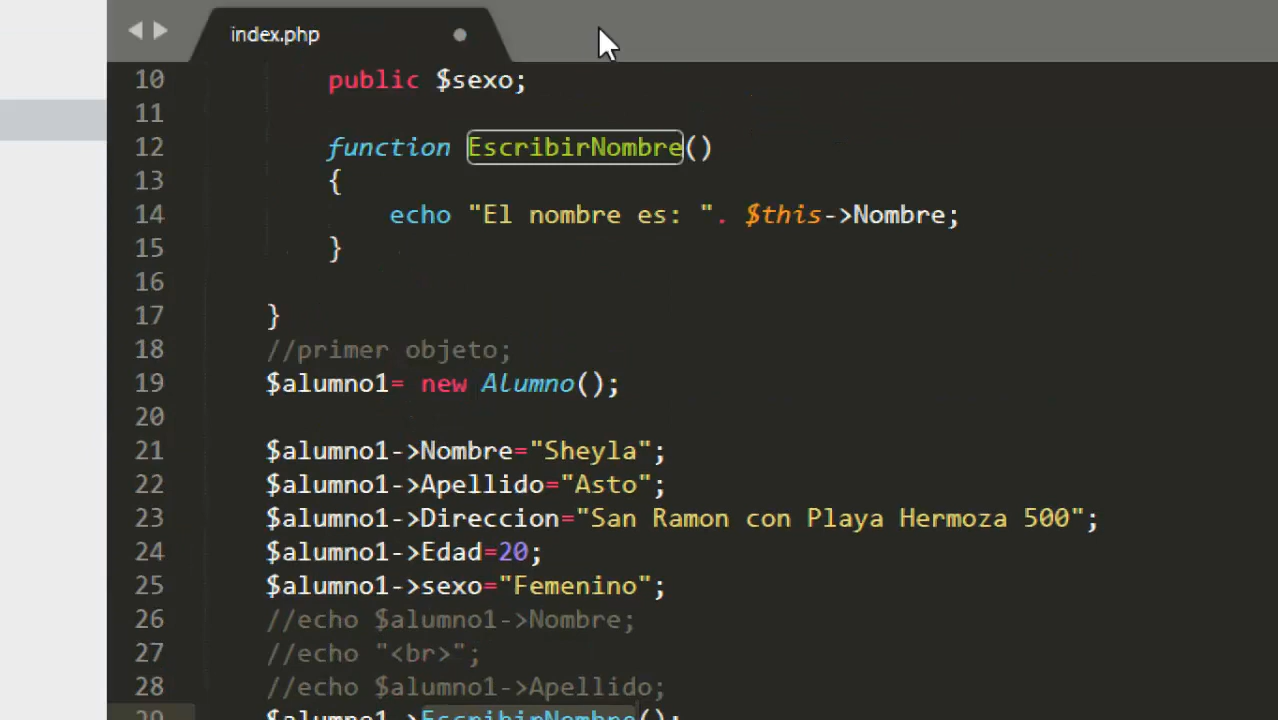 index.php
10 public $sexo;
11
12 function EscribirNombre()
13 {
14 echo "El nombre es: ". $this->Nombre;
15 }
16
17 }
18 //primer objeto;
19 $alumno1= new Alumno();
20
21 $alumno1->Nombre="Sheyla";
22 $alumno1->Apellido="Asto";
23 $alumno1->Direccion="San Ramon con Playa Hermoza 500";
24 $alumno1->Edad=20;
25 $alumno1->sexo="Femenino";
26 //echo $alumno1->Nombre;
27 //echo "<br>";
28 //echo $alumno1->Apellido;
29 $alumno1->EscribirNombre();